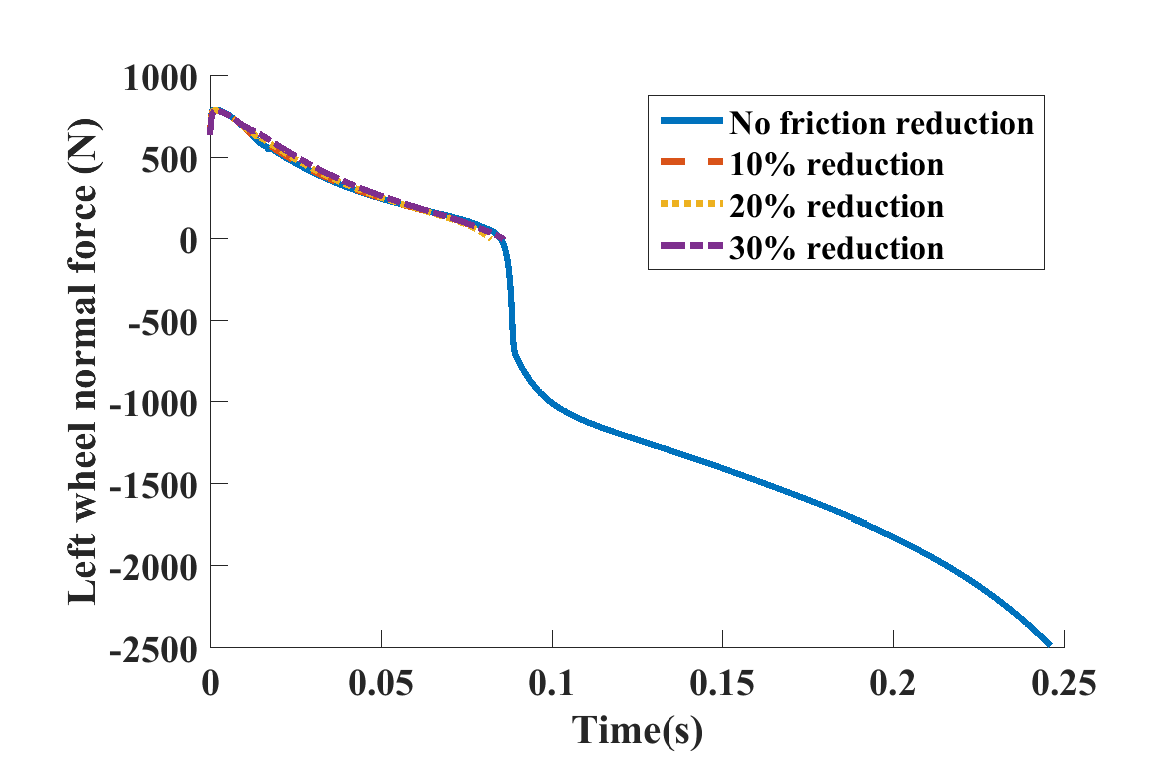 1000
500
0
-500
-1000
-1500
-2000
-2500
Left wheel normal force (N)
No friction reduction
10% reduction
20% reduction
30% reduction
0
0.05
0.1
0.15
0.2
0.25
Time(s)